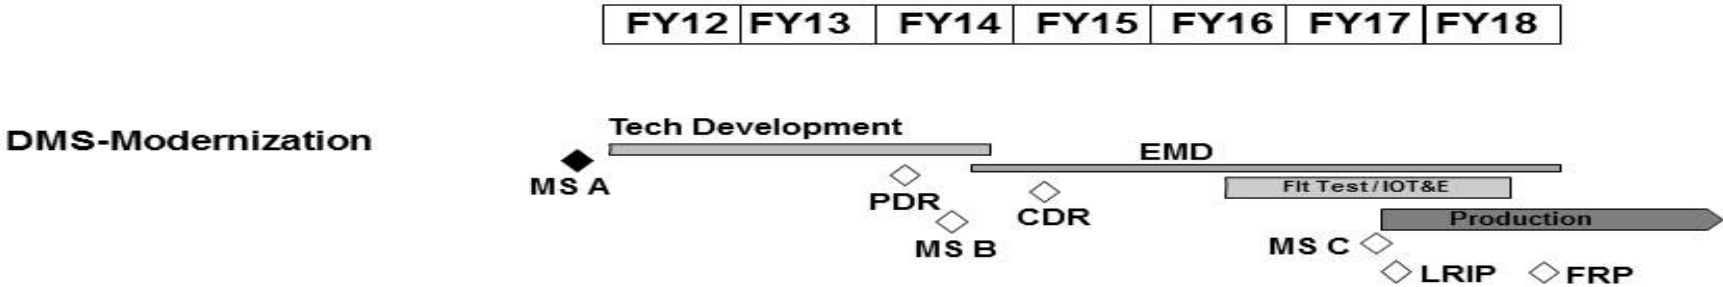 FY12 FY13 FY14 FY15 FY16 FY17 FY18
Tech Development
DMS-Modernization
EMD
MS A
Flt Test/IOT&E
PDR
CDR
Production
MS B
MS C
LRIP
FRP